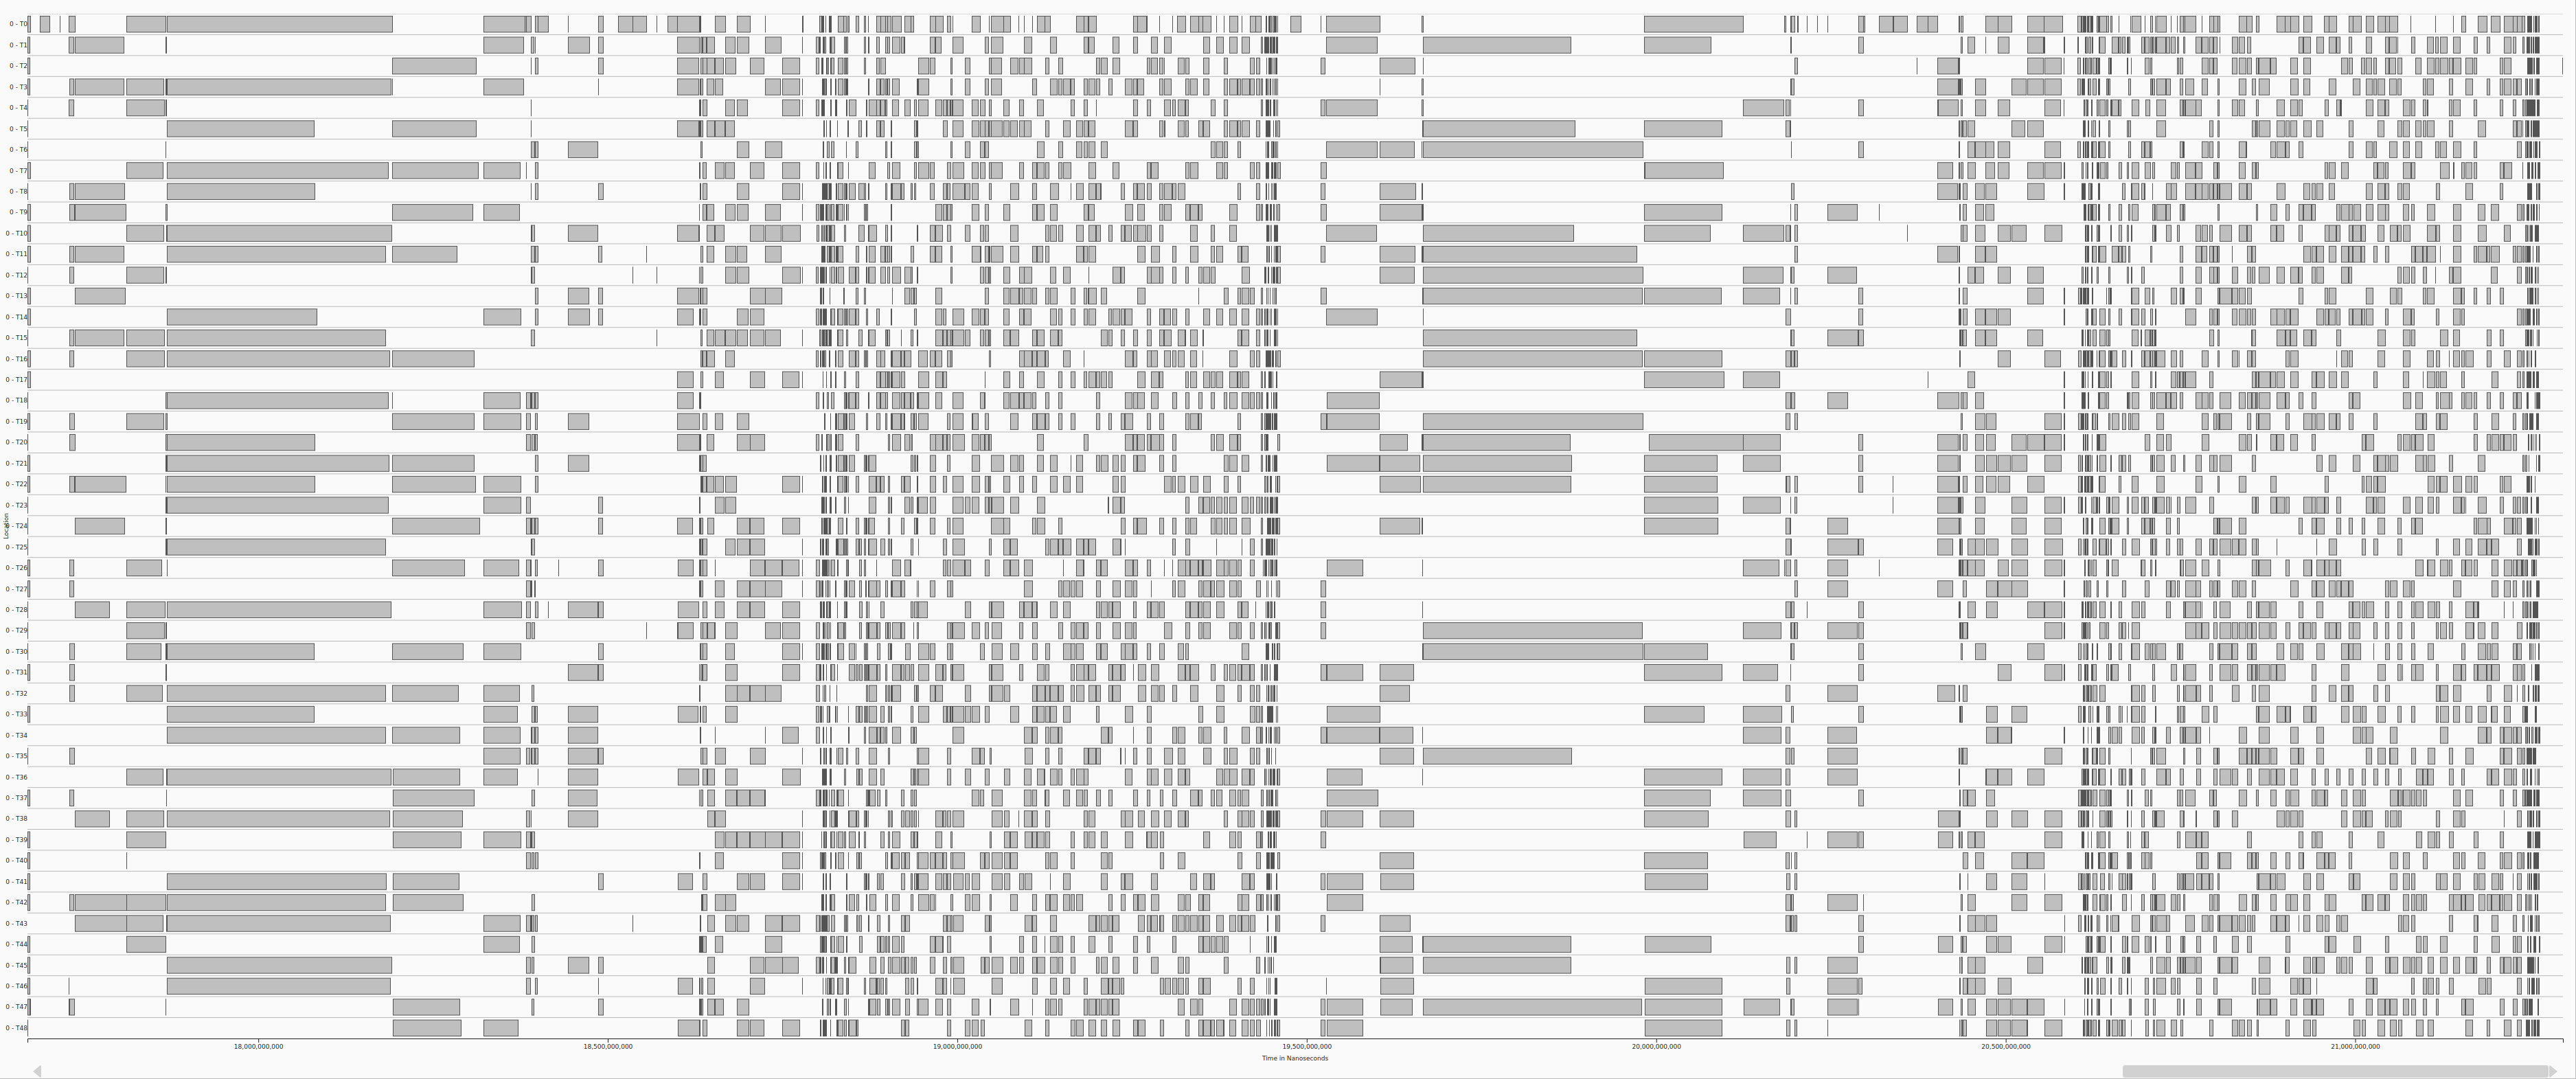 0 - T0
0 - T1
0 - T2
0 - T3
0 - T4
0 - T5
0 - T6
0 - T7
0 - T8
0 - T9
0 - T10
0 - T11
0 - T12
0 - T13
0 - T14
0 - T15
0 - T16
0 - T17
0 - T18
0 - T19
0 - T20
0 - T21
0 - T22
0 - T23
Location
0 - T24
0 - T25
0 - T26
0 - T27
0 - T28
0 - T29
0 - T30
0 - T31
0 - T32
0 - T33
0 - T34
0 - T35
0 - T36
0 - T37
0 - T38
0 - T39
0 - T40
0 - T41
0 - T42
0 - T43
0 - T44
0 - T45
0 - T46
0 - T47
0 - T48
18,000,000,000 18,500,000,000 19,000,000,000 19,500,000,000 20,000,000,000 20,500,000,000 21,000,000,000
Time in Nanoseconds